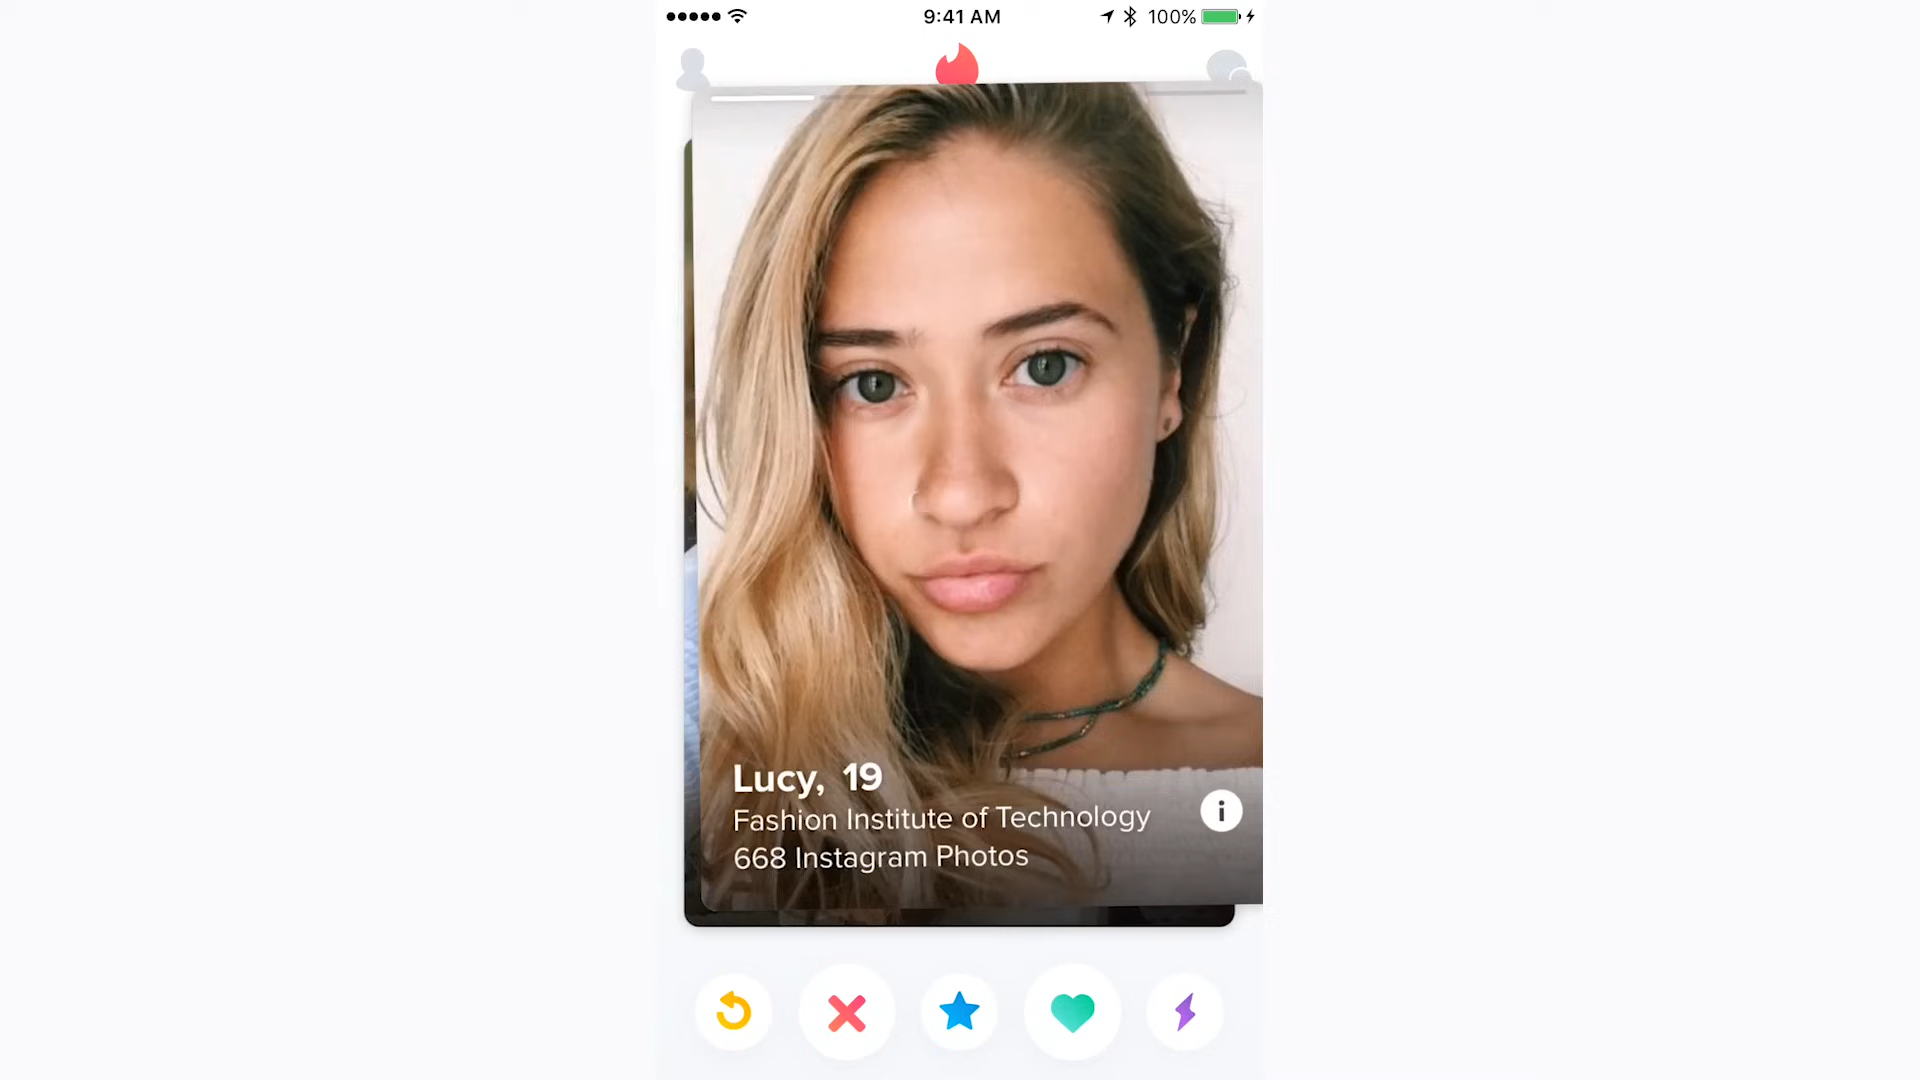 9:41 AM
100%
Lucy, 19
Fashion Institute of Technology
668 Instagram Photos
i